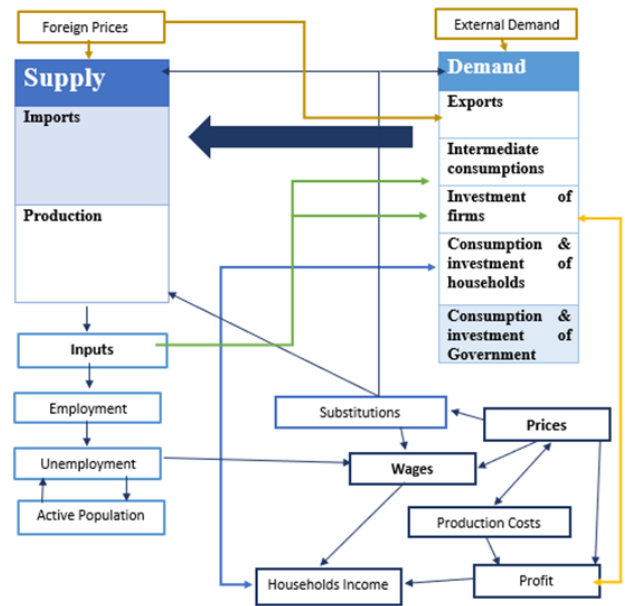 Foreign Prices
External Demand
Supply
Imports
Production
Demand
Exports
Intermediate
consumptions
Investment of
firms
Consumption &
investment of
households
Consumption &
investment of
Government
Inputs
Employment
Unemployment
Active Population
Substitutions
Prices
Wages
Production Costs
Households Income
Profit